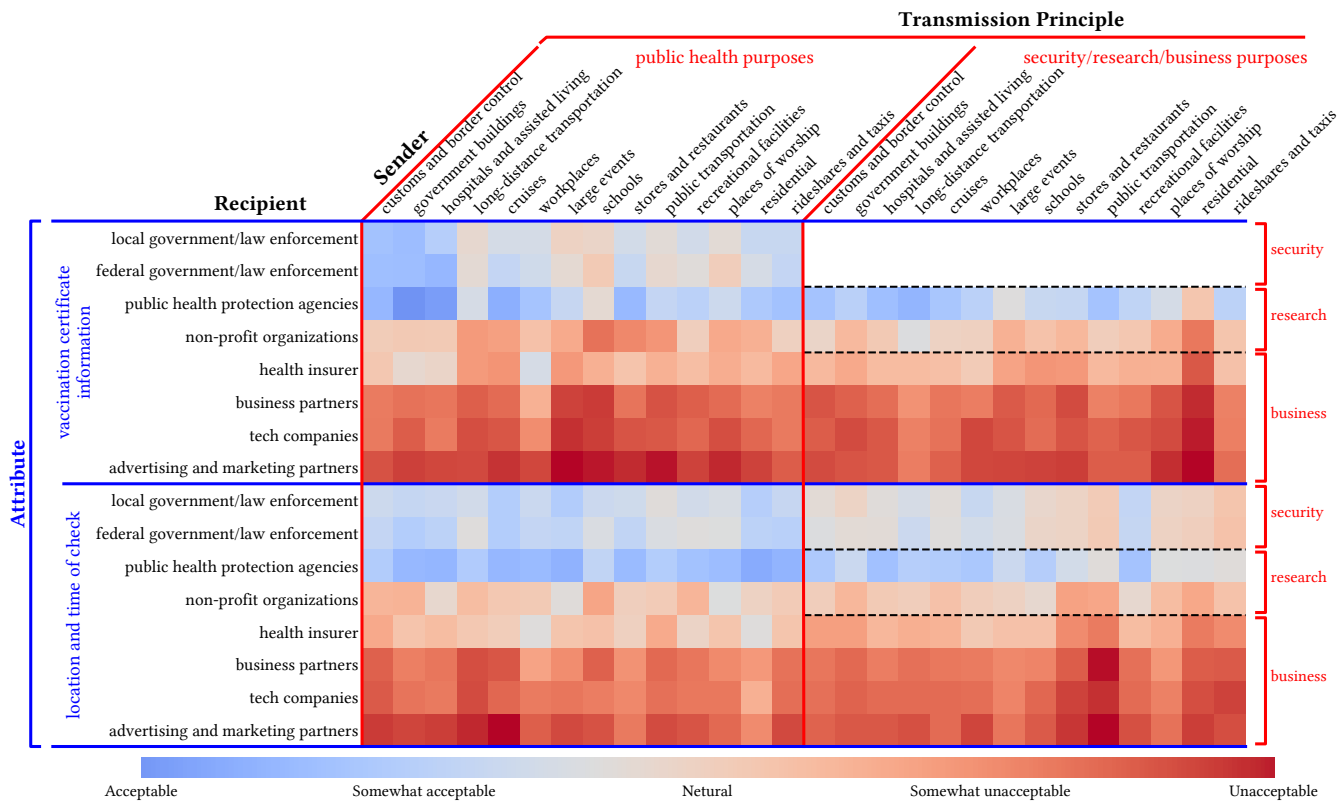 Transmission Principle
public health purposes
security/research/business purposes
Sender
customs and border control
government buildings
hospitals and assisted living
long-distance transportation
cruises
workplaces
large events
schools
stores and restaurants
public transportation
recreational facilities
places of worship
residential
rideshares and taxis
customs and border control
government buildings
hospitals and assisted living
long-distance transportation
cruises
workplaces
large events
schools
stores and restaurants
public transportation
recreational facilities
places of worship
residential
rideshares and taxis
Recipient
Attribute
vaccination certificate
information
local government/law enforcement
federal government/law enforcement
public health protection agencies
non-profit organizations
health insurer
business partners
tech companies
advertising and marketing partners
security
research
business
location and time of check
local government/law enforcement
federal government/law enforcement
public health protection agencies
non-profit organizations
health insurer
business partners
tech companies
advertising and marketing partners
security
research
business
Acceptable
Somewhat acceptable
Netural
Somewhat unacceptable
Unacceptable